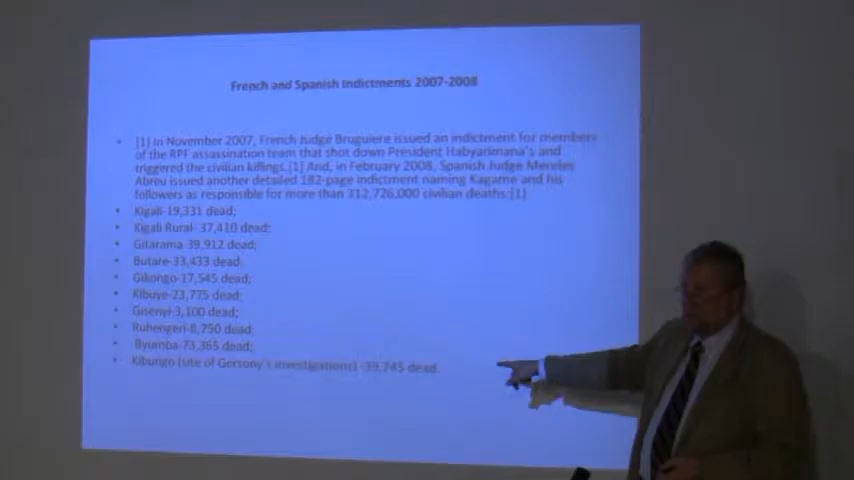 French and Spanish Indictments 2007-2008
• [1] In November 2007, French Judge Bruguiere issued an indictment for members
of the RPF assassination team that shot down President Habyarimana's and
triggered the civilian killings.[1] And, in February 2008, Spanish Judge Mereles
Abreu issued another detailed 182-page indictment naming Kagame and his
followers as responsible for more than 312,726,000 civilian deaths:[1]
• Kigali-19,331 dead;
• Kigali Rural- 37,410 dead;
• Gitarama-39,912 dead;
• Butare-33,433 dead
• Gikongo-17,545 dead;
• Kibuye-23,775 dead;
• Gisenyi-3,100 dead;
• Ruhengeri-8,750 dead;
• Byumba-73,365 dead;
• Kibungo (site of Gersony's investigations) -39,745 dead.